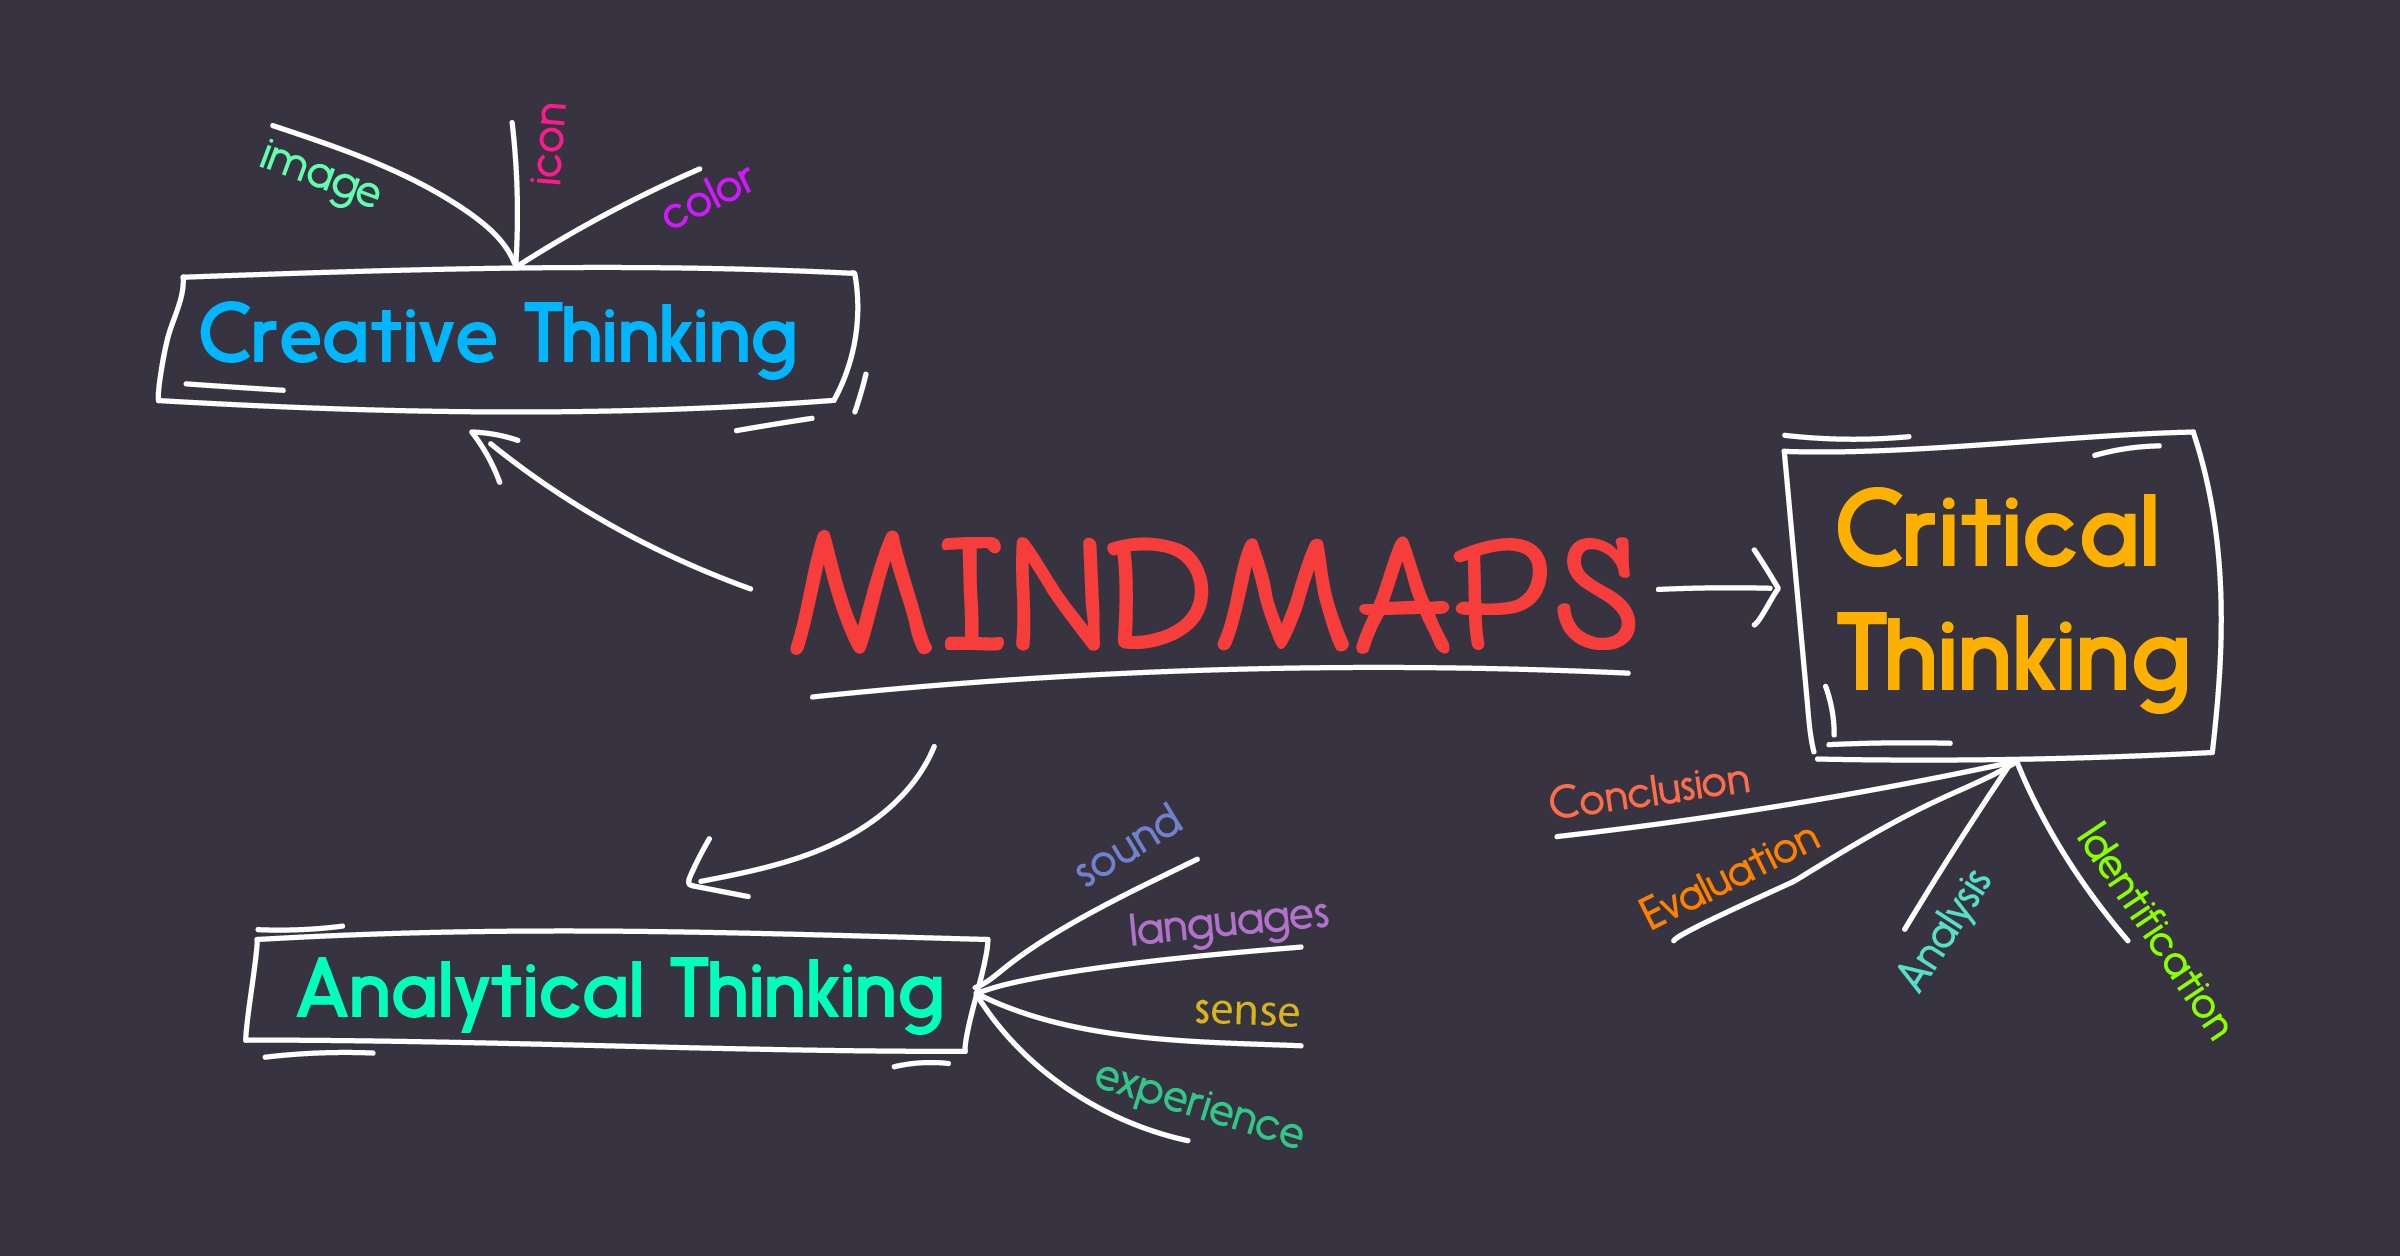 image
icon
color
Creative Thinking
MINDMAPS
Critical
Thinking
Conclusion
Evaluation
Analysis
Identification
Analytical Thinking
sound
languages
sense
experience